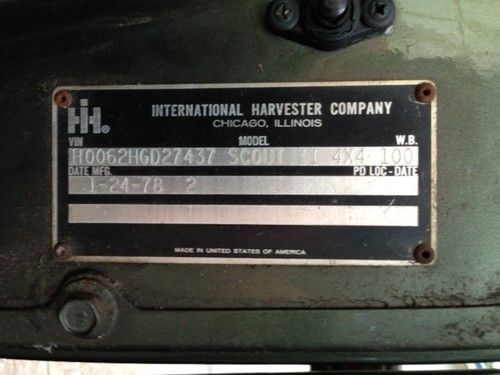 IH®
INTERNATIONAL HARVESTER COMPANY
CHICAGO, ILLINOIS
VIN MODEL W.B.
H0062HGD27437 SCOUT II 4X4 100
DATE MFG. PD LOC-DATE
1-24-78 2
MADE IN UNITED STATES OF AMERICA